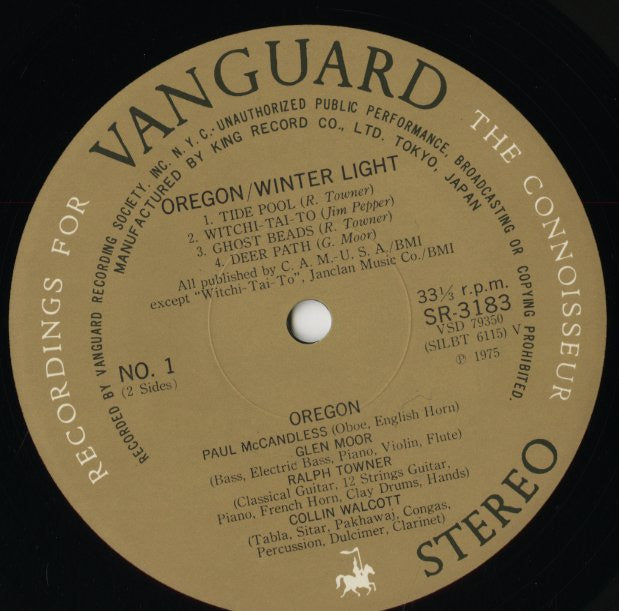 VANGUARD
RECORDINGS FOR THE CONNOISSEUR
RECORDED BY VANGUARD RECORDING SOCIETY, INC. N. Y. C.-UNAUTHORIZED PUBLIC PERFORMANCE, BROADCASTING OR COPYING PROHIBITED.
MANUFACTURED BY KING RECORD CO., LTD. TOKYO, JAPAN
OREGON/WINTER LIGHT
1. TIDE POOL (R. Towner)
2. WITCHI-TAI-TO (Jim Pepper)
3. GHOST BEADS (R. Towner)
4. DEER PATH (G. Moor)
All published by C. A. M.-U. S. A./BMI
except "Witchi-Tai-To", Janclan Music Co./BMI
33⅓ r.p.m.
SR-3183
VSD 79350
(SILBT 6115) V
℗ 1975
NO. 1
(2 Sides)
OREGON
PAUL McCANDLESS (Oboe, English Horn)
GLEN MOOR
(Bass, Electric Bass, Piano, Violin, Flute)
RALPH TOWNER
(Classical Guitar, 12 Strings Guitar,
Piano, French Horn, Clay Drums, Hands)
COLLIN WALCOTT
(Tabla, Sitar, Pakhawaj, Congas,
Percussion, Dulcimer, Clarinet)
STEREO